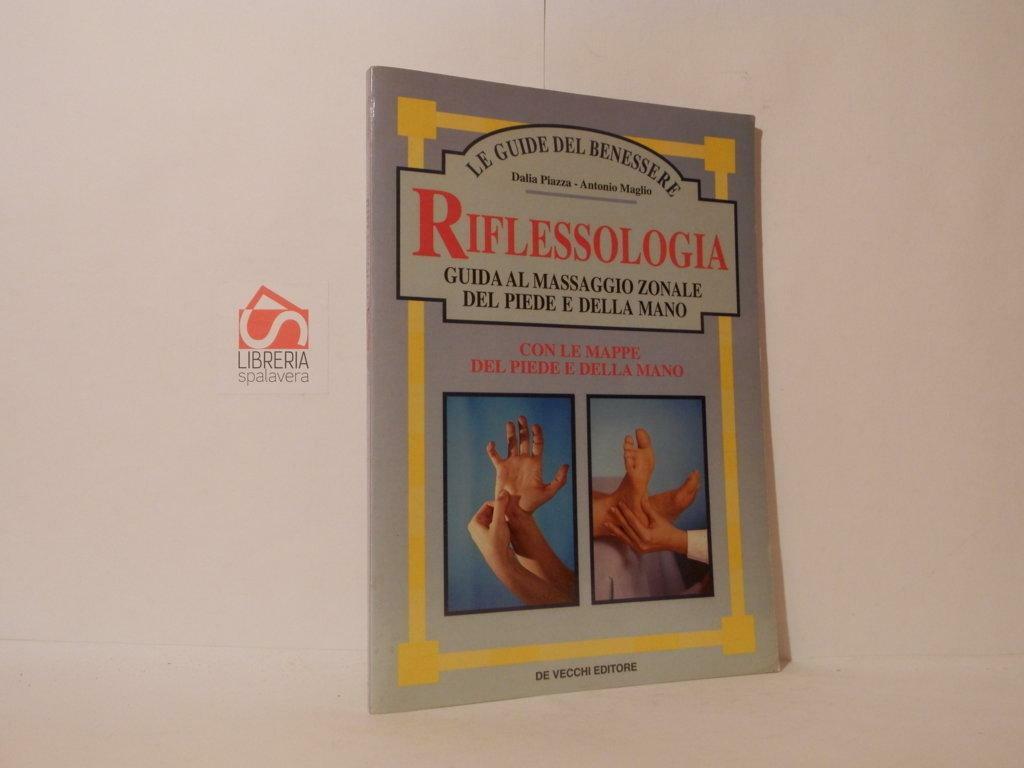 LE GUIDE DEL BENESSERE
Dalia Piazza - Antonio Maglio
RIFLESSOLOGIA
GUIDA AL MASSAGGIO ZONALE
DEL PIEDE E DELLA MANO
CON LE MAPPE
DEL PIEDE E DELLA MANO
DE VECCHI EDITORE
LIBRERIA
spalavera